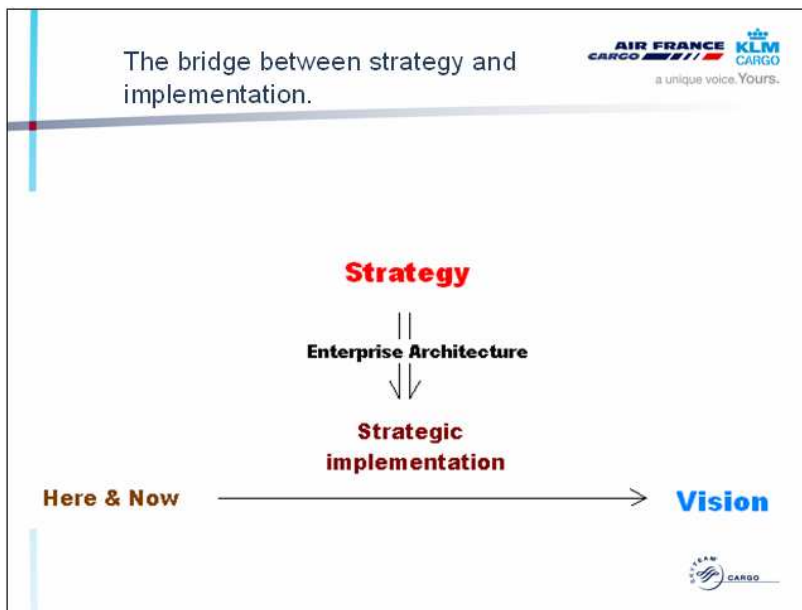 The bridge between strategy and
implementation.
AIR FRANCE KLM
CARGO CARGO
a unique voice. Yours.
Strategy
Enterprise Architecture
Strategic
implementation
Here & Now
Vision
SKYTEAM
CARGO